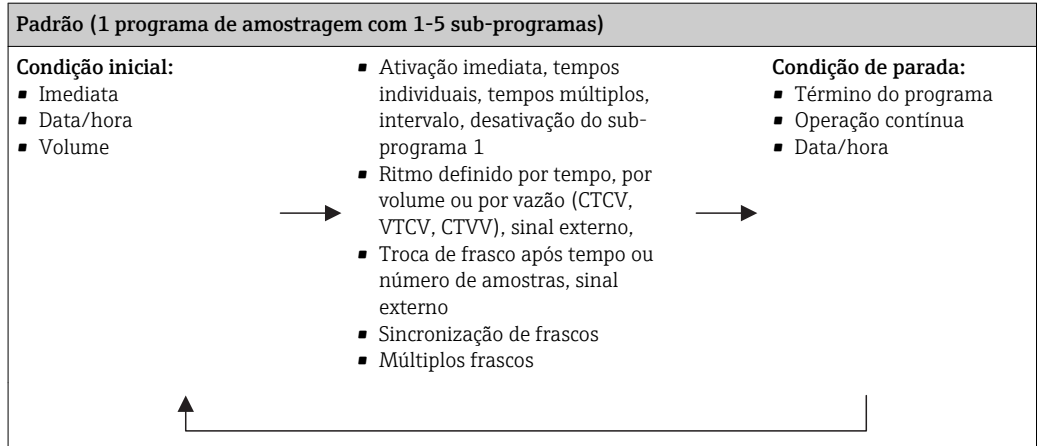 Padrão (1 programa de amostragem com 1-5 sub-programas)
Condição inicial:
▪ Imediata
▪ Data/hora
▪ Volume
▪ Ativação imediata, tempos
individuais, tempos múltiplos,
intervalo, desativação do sub-
programa 1
▪ Ritmo definido por tempo, por
volume ou por vazão (CTCV,
VTCV, CTVV), sinal externo,
▪ Troca de frasco após tempo ou
número de amostras, sinal
externo
▪ Sincronização de frascos
▪ Múltiplos frascos
Condição de parada:
▪ Término do programa
▪ Operação contínua
▪ Data/hora